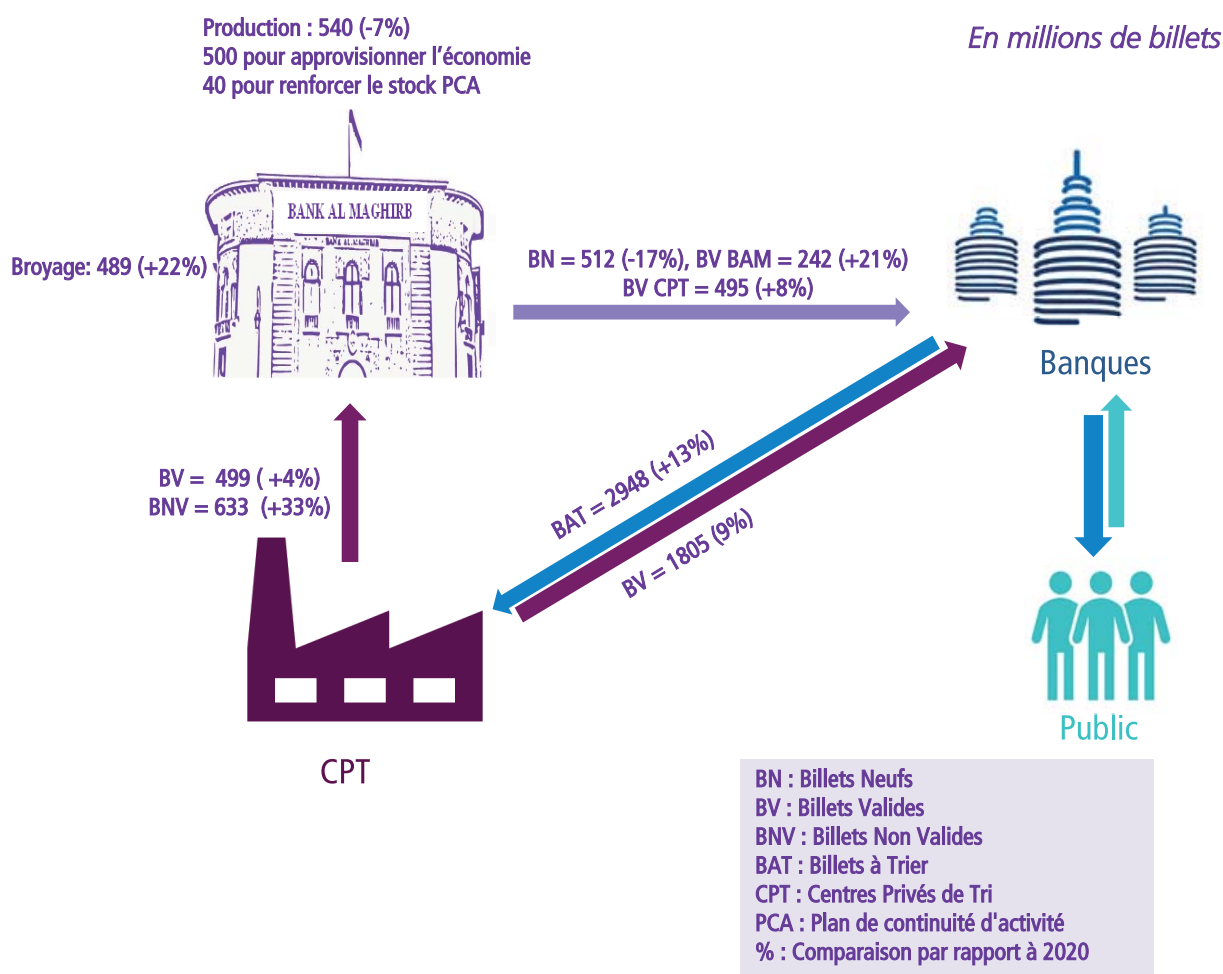 Production : 540 (-7%)
500 pour approvisionner l'économie
40 pour renforcer le stock PCA
En millions de billets
BANK AL MAGHIRB
BANK AL MAGHRIB
Broyage: 489 (+22%)
BN = 512 (-17%), BV BAM = 242 (+21%)
BV CPT = 495 (+8%)
Banques
BV = 499 ( +4%)
BNV = 633 (+33%)
BAT = 2948 (+13%)
BV = 1805 (9%)
Public
CPT
BN : Billets Neufs
BV : Billets Valides
BNV : Billets Non Valides
BAT : Billets à Trier
CPT : Centres Privés de Tri
PCA : Plan de continuité d'activité
% : Comparaison par rapport à 2020